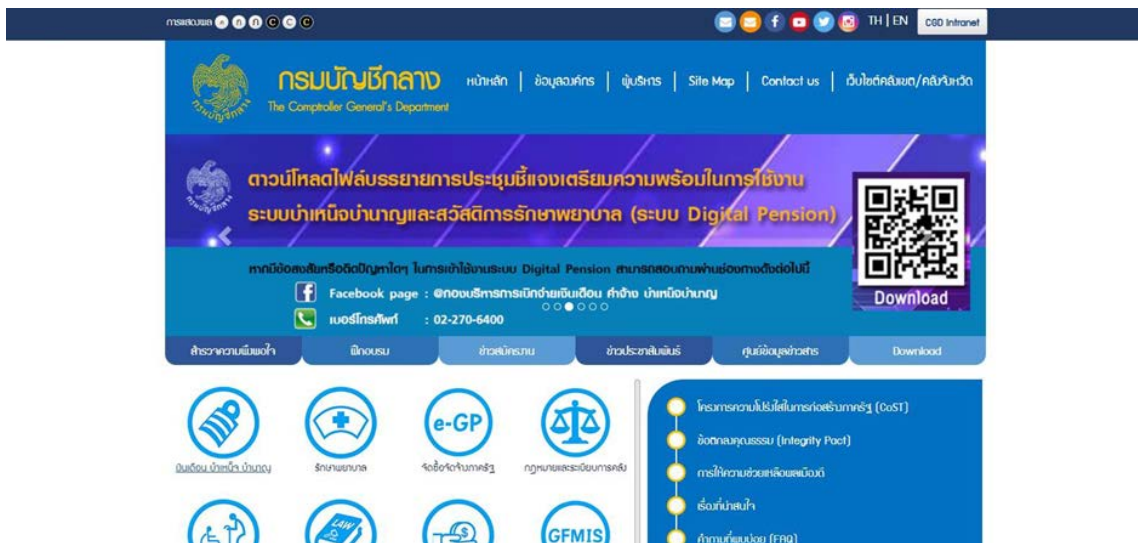 การแสดงผล ก ก ก C C C
TH | EN CGD Intranet
กรมบัญชีกลาง
The Comptroller General's Department
หน้าหลัก | ข้อมูลองค์กร | ผู้บริหาร | Site Map | Contact us | เว็บไซต์คลังเขต/คลังจังหวัด
กรมบัญชีกลาง
ดาวน์โหลดไฟล์บรรยายการประชุมชี้แจงเตรียมความพร้อมในการใช้งาน
ระบบบำเหน็จบำนาญและสวัสดิการรักษาพยาบาล (ระบบ Digital Pension)
หากมีข้อสงสัยหรือติดปัญหาใดๆ ในการเข้าใช้งานระบบ Digital Pension สามารถสอบถามผ่านช่องทางดังต่อไปนี้
Facebook page : @กองบริหารการเบิกจ่ายเงินเดือน ค่าจ้าง บำเหน็จบำนาญ
เบอร์โทรศัพท์ : 02-270-6400
Download
สำรวจความพึงพอใจ ฝึกอบรม ข่าวสมัครงาน ข่าวประชาสัมพันธ์ ศูนย์ข้อมูลข่าวสาร Download
e-GP
เงินเดือน บำเหน็จ บำนาญ รักษาพยาบาล จัดซื้อจัดจ้างภาครัฐ กฎหมายและระเบียบการคลัง
LAW GFMIS
โครงการความโปร่งใสในการก่อสร้างภาครัฐ (CoST)
ข้อตกลงคุณธรรม (Integrity Pact)
การให้ความช่วยเหลือพลเมืองดี
เรื่องที่น่าสนใจ
คำถามที่พบบ่อย (FAQ)